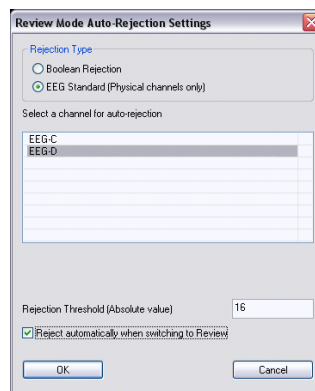 Review Mode Auto-Rejection Settings
Rejection Type
Boolean Rejection
EEG Standard (Physical channels only)
Select a channel for auto-rejection
EEG-C
EEG-D
Rejection Threshold (Absolute value) 16
Reject automatically when switching to Review
OK Cancel